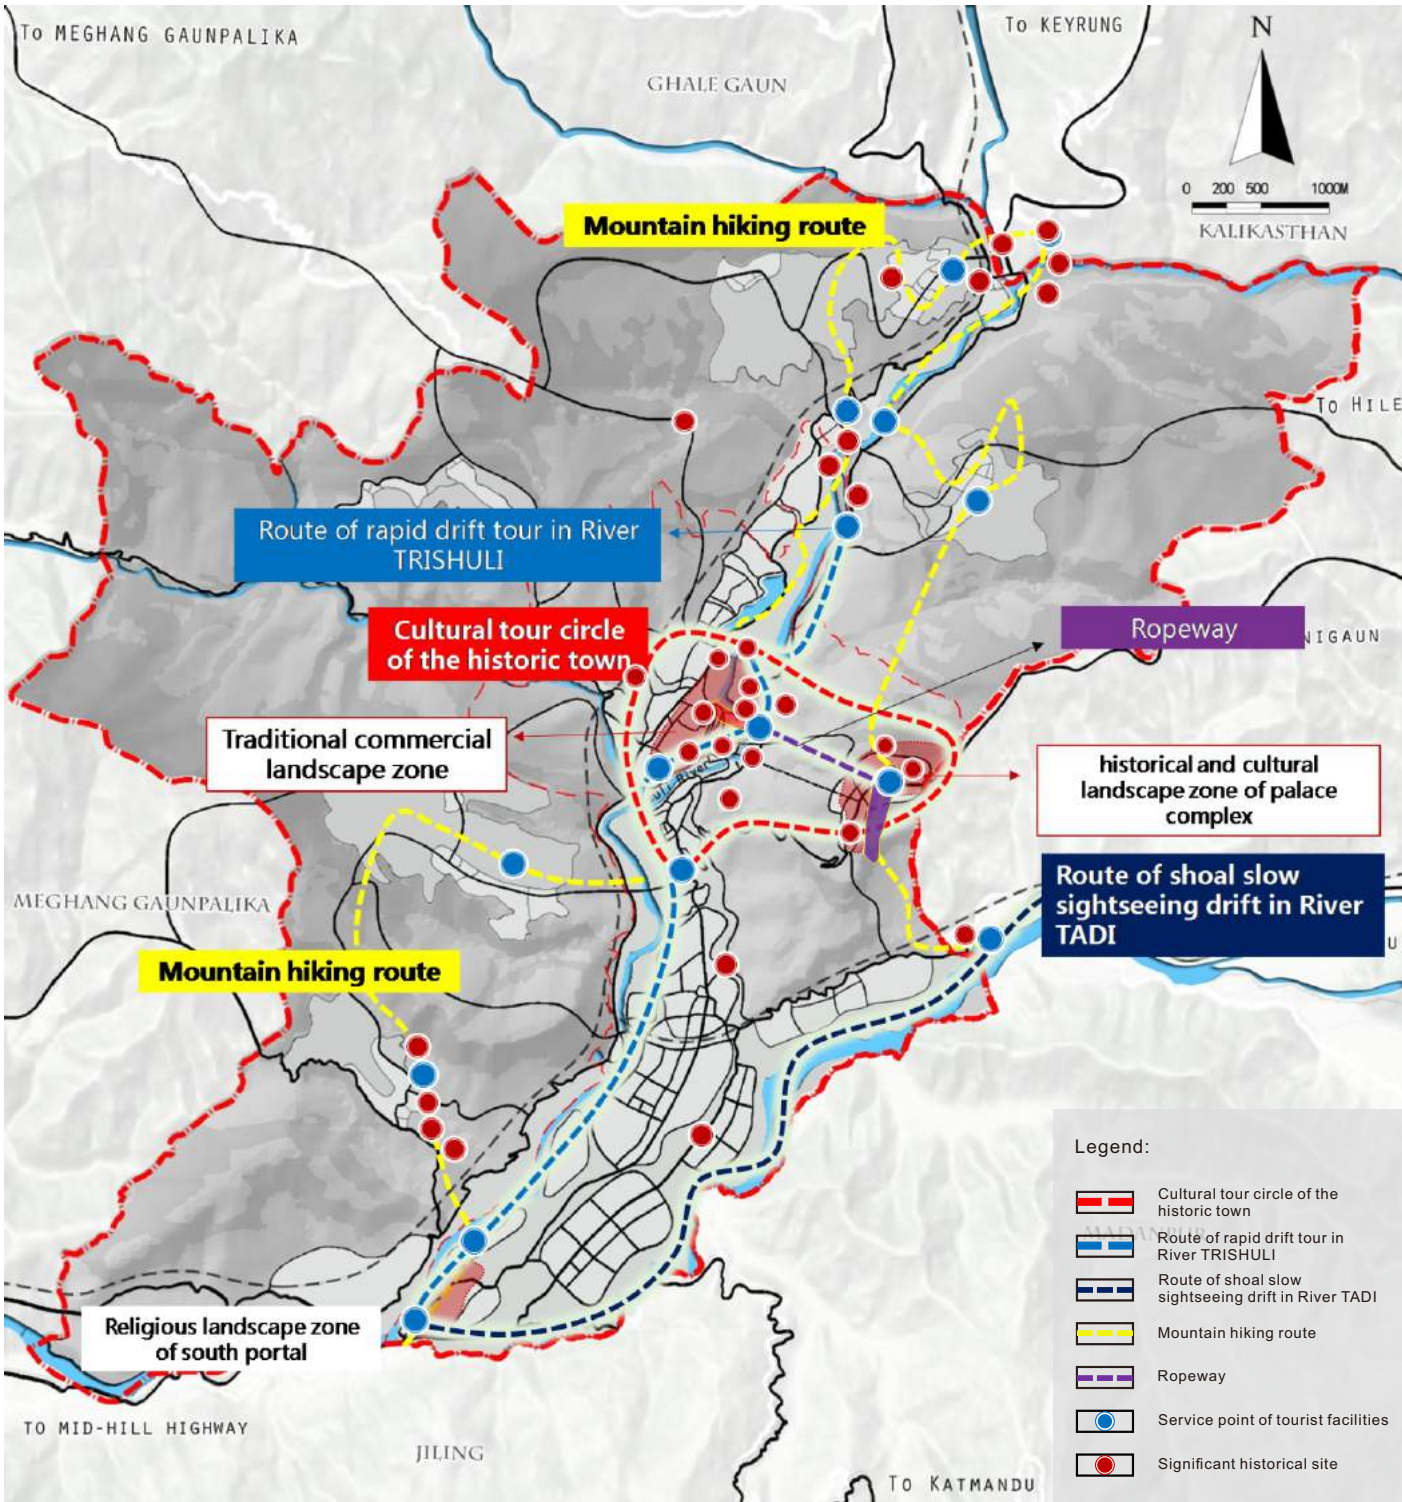 To MEGHANG GAUNPALIKA
To KEYRUNG
N
GHALE GAUN
0 200 500 1000M
KALIKASTHAN
Mountain hiking route
To HILE
Route of rapid drift tour in River
TRISHULI
Cultural tour circle
of the historic town
Ropeway
NIGAUN
Traditional commercial
landscape zone
River
historical and cultural
landscape zone of palace
complex
Route of shoal slow
sightseeing drift in River
TADI
U
MEGHANG GAUNPALIKA
Mountain hiking route
Legend:
Cultural tour circle of the
historic town
MADANPUR
Route of rapid drift tour in
River TRISHULI
Route of shoal slow
sightseeing drift in River TADI
Mountain hiking route
Ropeway
Service point of tourist facilities
Significant historical site
Religious landscape zone
of south portal
TO MID-HILL HIGHWAY
JILING
To KATMANDU